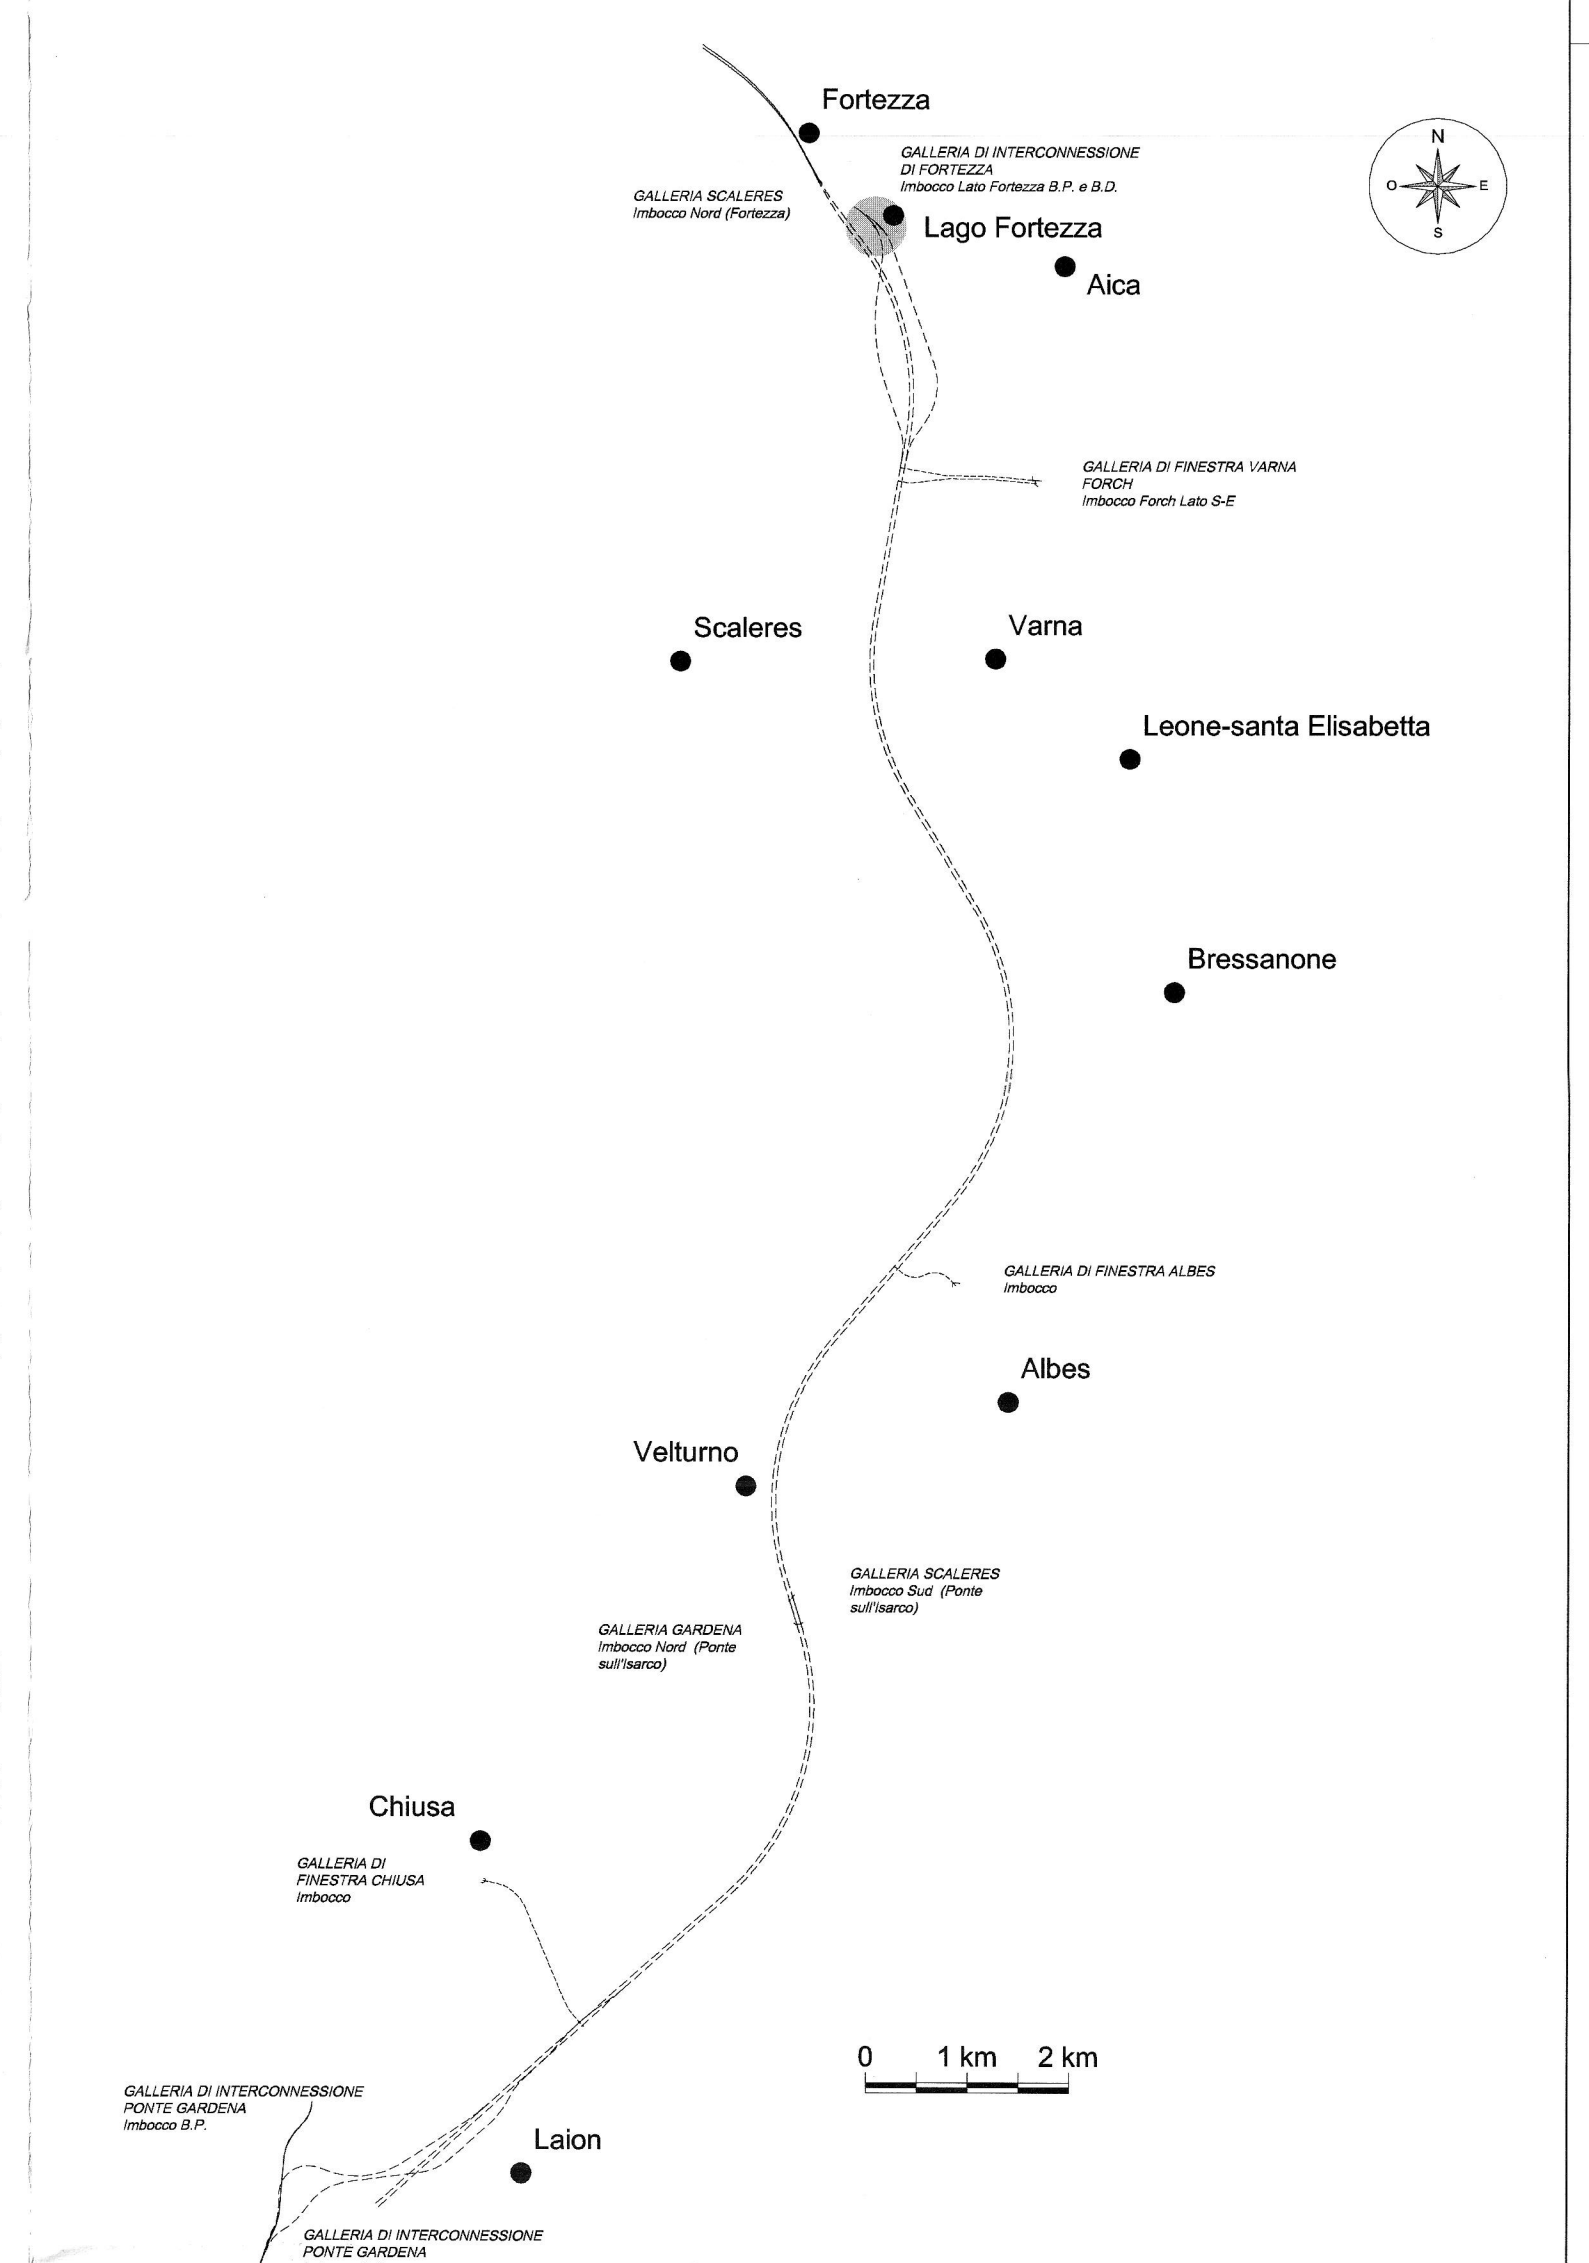 Fortezza
GALLERIA DI INTERCONNESSIONE
DI FORTEZZA
Imbocco Lato Fortezza B.P. e B.D.
N
O
E
S
GALLERIA SCALERES
Imbocco Nord (Fortezza)
Lago Fortezza
Aica
GALLERIA DI FINESTRA VARNA
FORCH
Imbocco Forch Lato S-E
Scaleres
Varna
Leone-santa Elisabetta
Bressanone
GALLERIA DI FINESTRA ALBES
Imbocco
Albes
Velturno
GALLERIA SCALERES
Imbocco Sud (Ponte
sull'Isarco)
GALLERIA GARDENA
Imbocco Nord (Ponte
sull'Isarco)
Chiusa
GALLERIA DI
FINESTRA CHIUSA
Imbocco
0 1 km 2 km
GALLERIA DI INTERCONNESSIONE
PONTE GARDENA
Imbocco B.P.
Laion
GALLERIA DI INTERCONNESSIONE
PONTE GARDENA